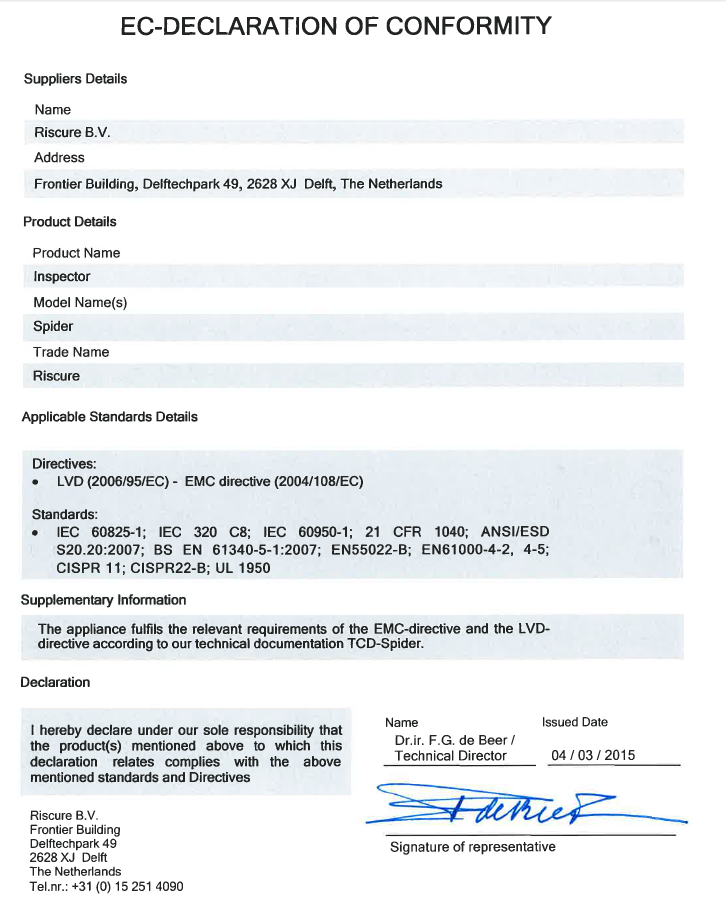 EC-DECLARATION OF CONFORMITY
Suppliers Details
Name
Riscure B.V.
Address
Frontier Building, Delftechpark 49, 2628 XJ Delft, The Netherlands
Product Details
Product Name
Inspector
Model Name(s)
Spider
Trade Name
Riscure
Applicable Standards Details
Directives:
• LVD (2006/95/EC) - EMC directive (2004/108/EC)
Standards:
• IEC 60825-1; IEC 320 C8; IEC 60950-1; 21 CFR 1040; ANSI/ESD
S20.20:2007; BS EN 61340-5-1:2007; EN55022-B; EN61000-4-2, 4-5;
CISPR 11; CISPR22-B; UL 1950
Supplementary Information
The appliance fulfils the relevant requirements of the EMC-directive and the LVD-
directive according to our technical documentation TCD-Spider.
Declaration
I hereby declare under our sole responsibility that
the product(s) mentioned above to which this
declaration relates complies with the above
mentioned standards and Directives
Name
Dr.ir. F.G. de Beer /
Technical Director
Issued Date
04 / 03 / 2015
Signature of representative
Riscure B.V.
Frontier Building
Delftechpark 49
2628 XJ Delft
The Netherlands
Tel.nr.: +31 (0) 15 251 4090